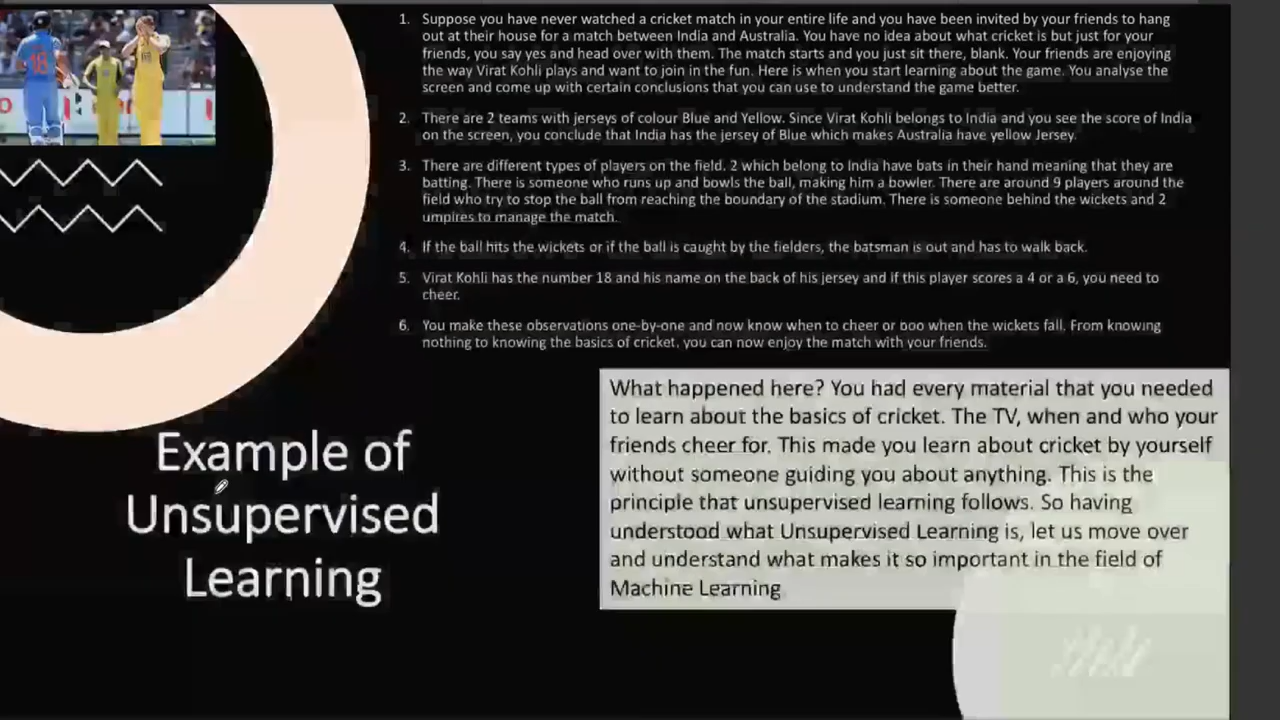 1. Suppose you have never watched a cricket match in your entire life and you have been invited by your friends to hang
out at their house for a match between India and Australia. You have no idea about what cricket is but just for your
friends, you say yes and head over with them. The match starts and you just sit there, blank. Your friends are enjoying
the way Virat Kohli plays and want to join in the fun. Here is when you start learning about the game. You analyse the
screen and come up with certain conclusions that you can use to understand the game better.
2. There are 2 teams with jerseys of colour Blue and Yellow. Since Virat Kohli belongs to India and you see the score of India
on the screen, you conclude that India has the jersey of Blue which makes Australia have yellow Jersey.
3. There are different types of players on the field. 2 which belong to India have bats in their hand meaning that they are
batting. There is someone who runs up and bowls the ball, making him a bowler. There are around 9 players around the
field who try to stop the ball from reaching the boundary of the stadium. There is someone behind the wickets and 2
umpires to manage the match.
4. If the ball hits the wickets or if the ball is caught by the fielders, the batsman is out and has to walk back.
5. Virat Kohli has the number 18 and his name on the back of his jersey and if this player scores a 4 or a 6, you need to
cheer.
6. You make these observations one-by-one and now know when to cheer or boo when the wickets fall. From knowing
nothing to knowing the basics of cricket, you can now enjoy the match with your friends.
What happened here? You had every material that you needed
to learn about the basics of cricket. The TV, when and who your
friends cheer for. This made you learn about cricket by yourself
without someone guiding you about anything. This is the
principle that unsupervised learning follows. So having
understood what Unsupervised Learning is, let us move over
and understand what makes it so important in the field of
Machine Learning
Example of
Unsupervised
Learning
18